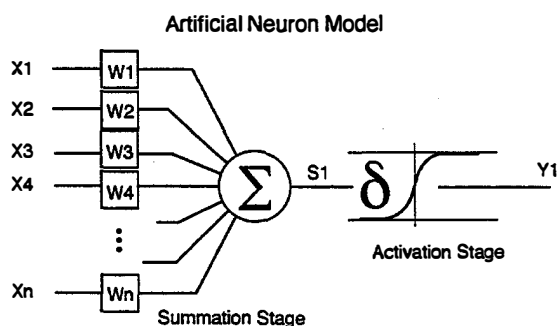 Artificial Neuron Model
X1 W1
X2 W2
X3 W3
X4 W4
Σ S1 δ Y1
Xn Wn
Activation Stage
Summation Stage